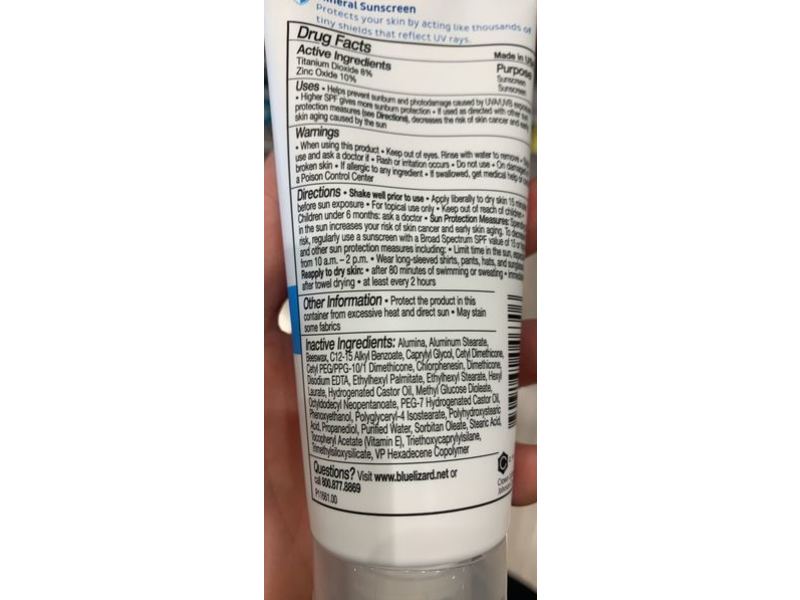 Mineral Sunscreen
Protects your skin by acting like thousands of
tiny shields that reflect UV rays.
Drug Facts
Made in
Active Ingredients Purpose
Titanium Dioxide 8% Sunscreen
Zinc Oxide 10% Sunscreen
Uses • Helps prevent sunburn and photodamage caused by UVA/UVB
• Higher SPF gives more sunburn protection • If used as directed with other sun
protection measures (see Directions), decreases the risk of skin cancer and early
skin aging caused by the sun
Warnings
• When using this product • Keep out of eyes. Rinse with water to remove •
use and ask a doctor if • Rash or irritation occurs • Do not use • On damaged
broken skin • If allergic to any ingredient • If swallowed, get medical help or
a Poison Control Center
Directions • Shake well prior to use • Apply liberally to dry skin 15
before sun exposure • For topical use only • Keep out of reach of children •
Children under 6 months: ask a doctor • Sun Protection Measures:
in the sun increases your risk of skin cancer and early skin aging. To
risk, regularly use a sunscreen with a Broad Spectrum SPF value of 15
and other sun protection measures including: • Limit time in the sun,
from 10 a.m. – 2 p.m. • Wear long-sleeved shirts, pants, hats, and
Reapply to dry skin: • after 80 minutes of swimming or sweating •
after towel drying • at least every 2 hours
Other Information • Protect the product in this
container from excessive heat and direct sun • May stain
some fabrics
Inactive Ingredients: Alumina, Aluminum Stearate,
Beeswax, C12-15 Alkyl Benzoate, Caprylyl Glycol, Cetyl Dimethicone,
Cetyl PEG/PPG-10/1 Dimethicone, Chlorphenesin, Dimethicone,
Disodium EDTA, Ethylhexyl Palmitate, Ethylhexyl Stearate, Hexyl
Laurate, Hydrogenated Castor Oil, Methyl Glucose Dioleate,
Octyldodecyl Neopentanoate, PEG-7 Hydrogenated Castor Oil,
Phenoxyethanol, Polyglyceryl-4 Isostearate, Polyhydroxystearic
Acid, Propanediol, Purified Water, Sorbitan Oleate, Stearic Acid,
Tocopheryl Acetate (Vitamin E), Triethoxycaprylylsilane,
Trimethylsiloxysilicate, VP Hexadecene Copolymer
Questions? Visit www.bluelizard.net or
call 800.877.8869
P11661.00